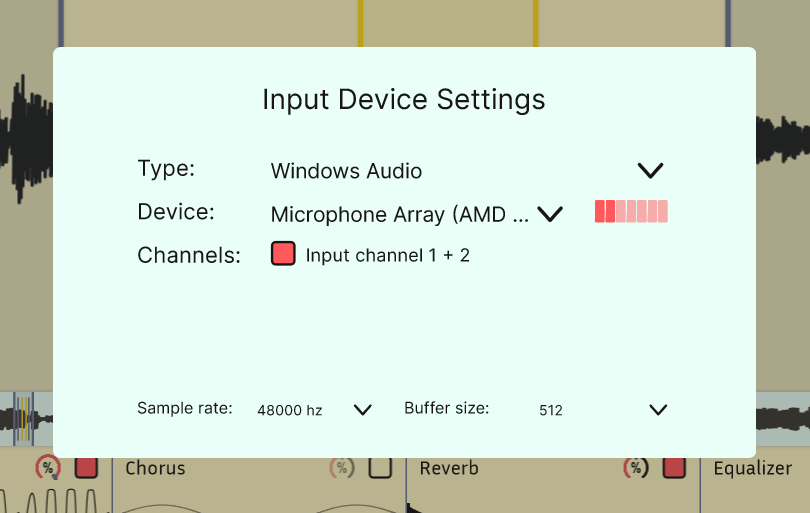 Input Device Settings
Type: Windows Audio
Device: Microphone Array (AMD ...
Channels: Input channel 1 + 2
Sample rate: 48000 hz Buffer size: 512
% Chorus % Reverb % Equalizer